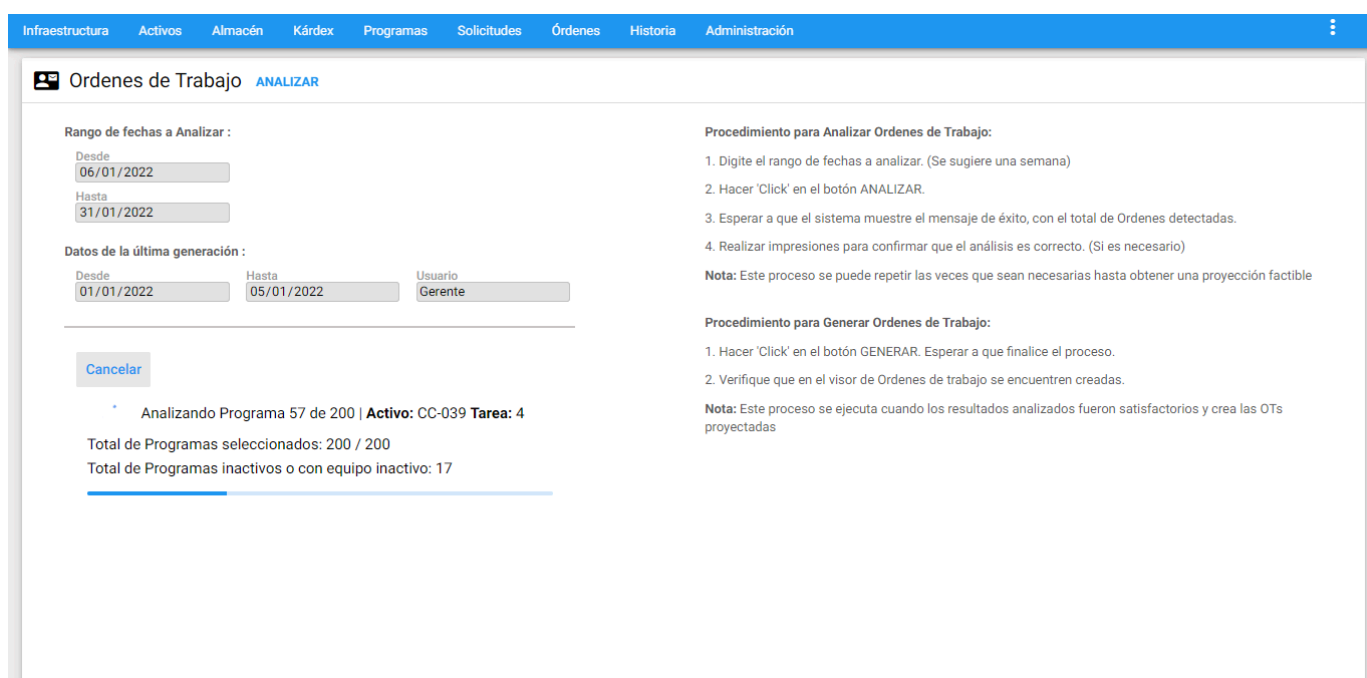 Infraestructura Activos Almacén Kárdex Programas Solicitudes Órdenes Historia Administración
Ordenes de Trabajo ANALIZAR
Rango de fechas a Analizar :
Desde
06/01/2022
Hasta
31/01/2022
Datos de la última generación :
Desde Hasta Usuario
01/01/2022 05/01/2022 Gerente
Cancelar
Analizando Programa 57 de 200 | Activo: CC-039 Tarea: 4
Total de Programas seleccionados: 200 / 200
Total de Programas inactivos o con equipo inactivo: 17
Procedimiento para Analizar Ordenes de Trabajo:
1. Digite el rango de fechas a analizar. (Se sugiere una semana)
2. Hacer 'Click' en el botón ANALIZAR.
3. Esperar a que el sistema muestre el mensaje de éxito, con el total de Ordenes detectadas.
4. Realizar impresiones para confirmar que el análisis es correcto. (Si es necesario)
Nota: Este proceso se puede repetir las veces que sean necesarias hasta obtener una proyección factible
Procedimiento para Generar Ordenes de Trabajo:
1. Hacer 'Click' en el botón GENERAR. Esperar a que finalice el proceso.
2. Verifique que en el visor de Ordenes de trabajo se encuentren creadas.
Nota: Este proceso se ejecuta cuando los resultados analizados fueron satisfactorios y crea las OTs
proyectadas